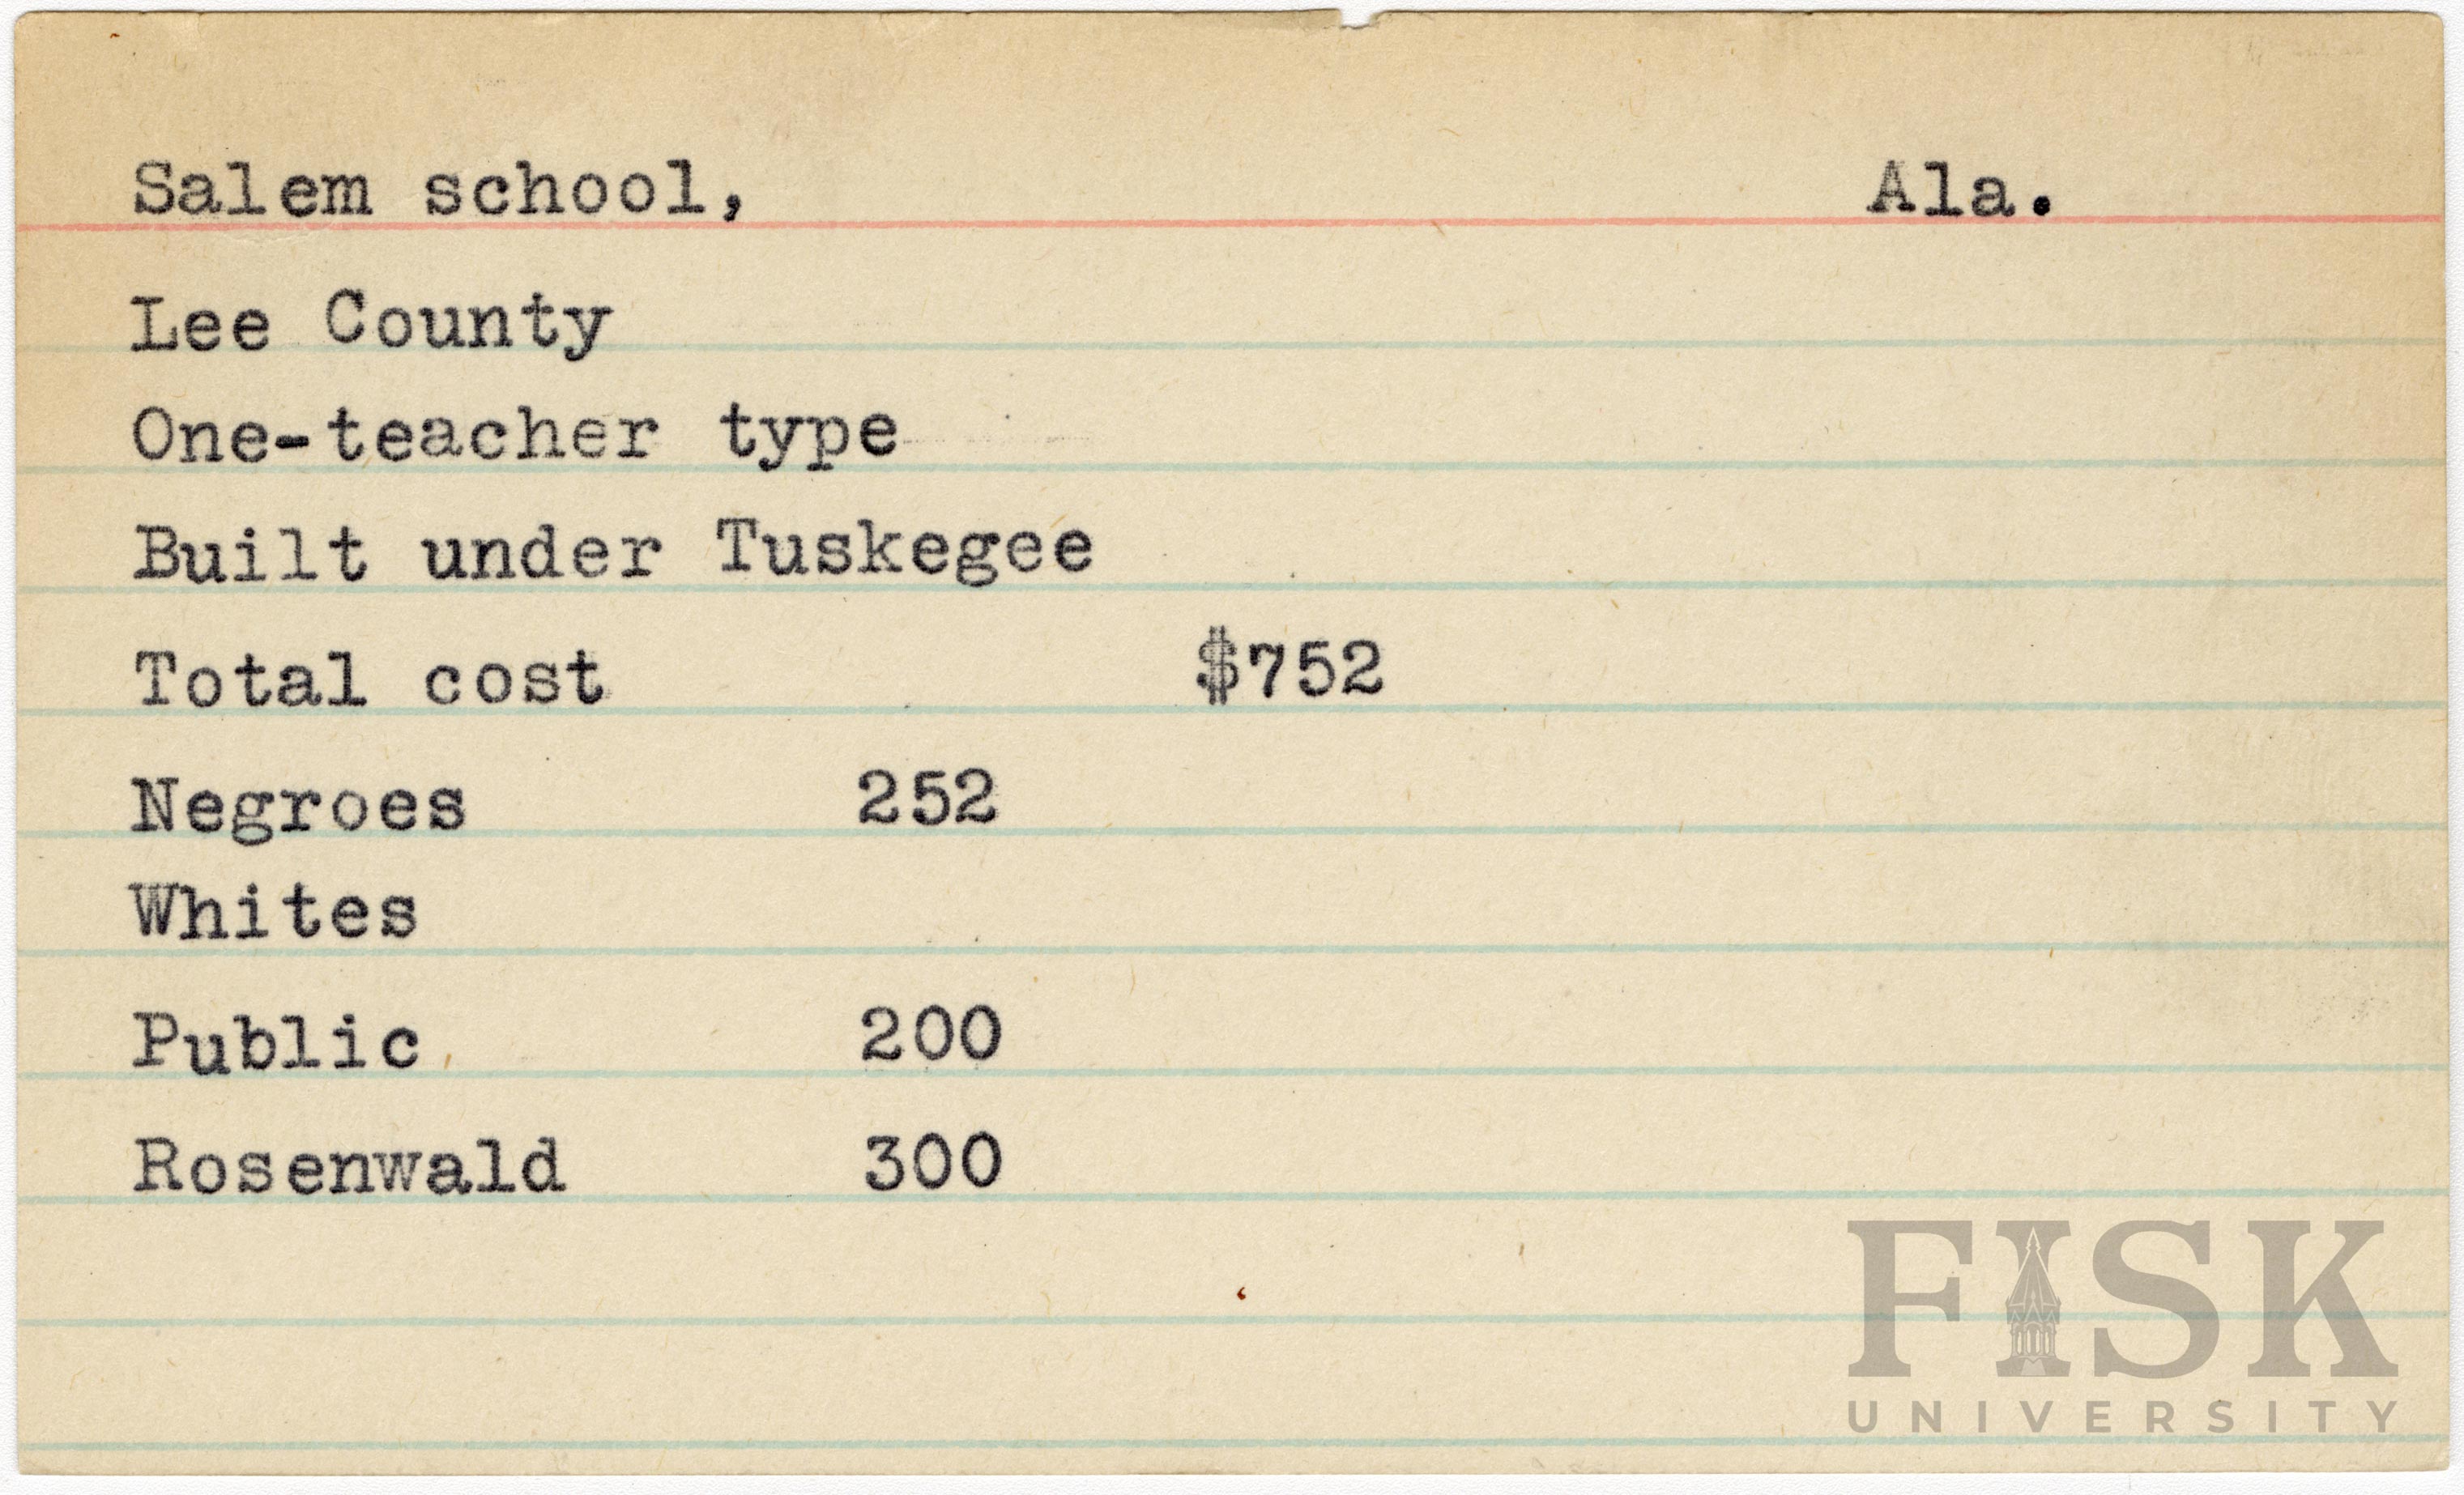 Salem school, Ala.
Lee County
One-teacher type
Built under Tuskegee
Total cost $752
Negroes 252
Whites
Public 200
Rosenwald 300
FISK
UNIVERSITY